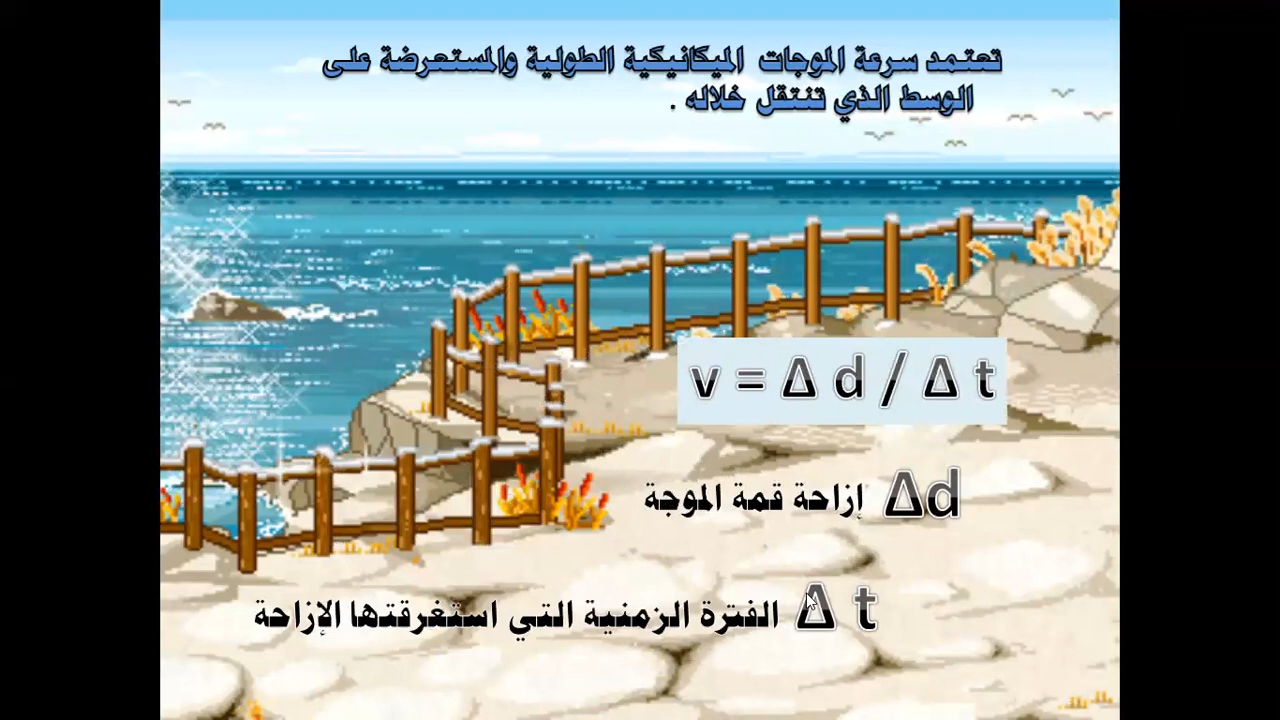 تعتمد سرعة الموجات الميكانيكية الطولية والمستعرضة على
الوسط الذي تنتقل خلاله .
v = Δ d / Δ t
Δd إزاحة قمة الموجة
Δ t الفترة الزمنية التي استغرقتها الإزاحة